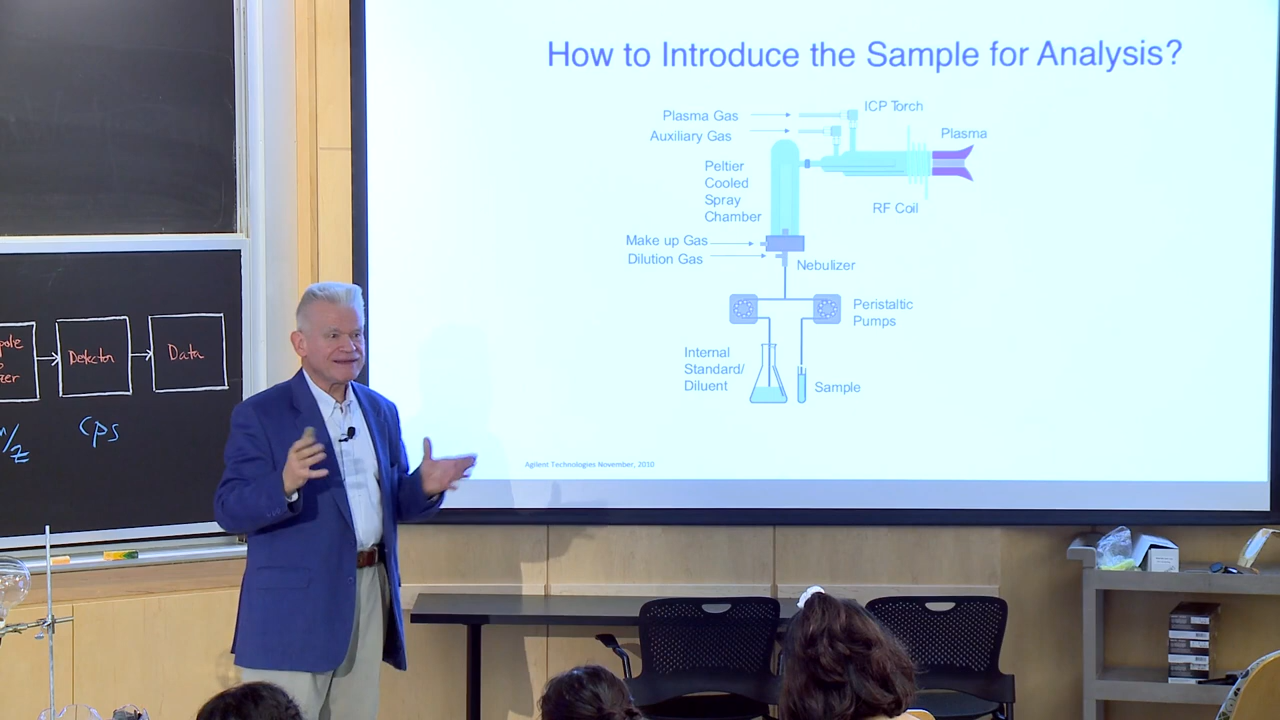 How to Introduce the Sample for Analysis?
Plasma Gas
ICP Torch
Auxiliary Gas
Plasma
Peltier
Cooled
Spray
Chamber
RF Coil
Make up Gas
Dilution Gas
Nebulizer
Peristaltic
Pumps
Internal
Standard/
Diluent
Sample
Agilent Technologies November, 2010
Detector
Data
cps